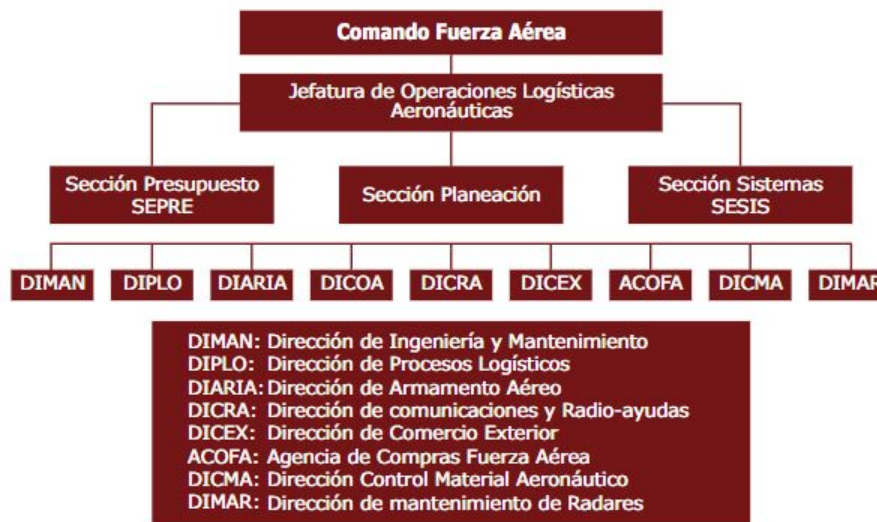 Comando Fuerza Aérea
Jefatura de Operaciones Logísticas
Aeronáuticas
Sección Presupuesto
SEPRE
Sección Planeación
Sección Sistemas
SESIS
DIMAN
DIPLO
DIARIA
DICOA
DICRA
DICEX
ACOFA
DICMA
DIMAR
DIMAN: Dirección de Ingeniería y Mantenimiento
DIPLO: Dirección de Procesos Logísticos
DIARIA: Dirección de Armamento Aéreo
DICRA: Dirección de comunicaciones y Radio-ayudas
DICEX: Dirección de Comercio Exterior
ACOFA: Agencia de Compras Fuerza Aérea
DICMA: Dirección Control Material Aeronáutico
DIMAR: Dirección de mantenimiento de Radares